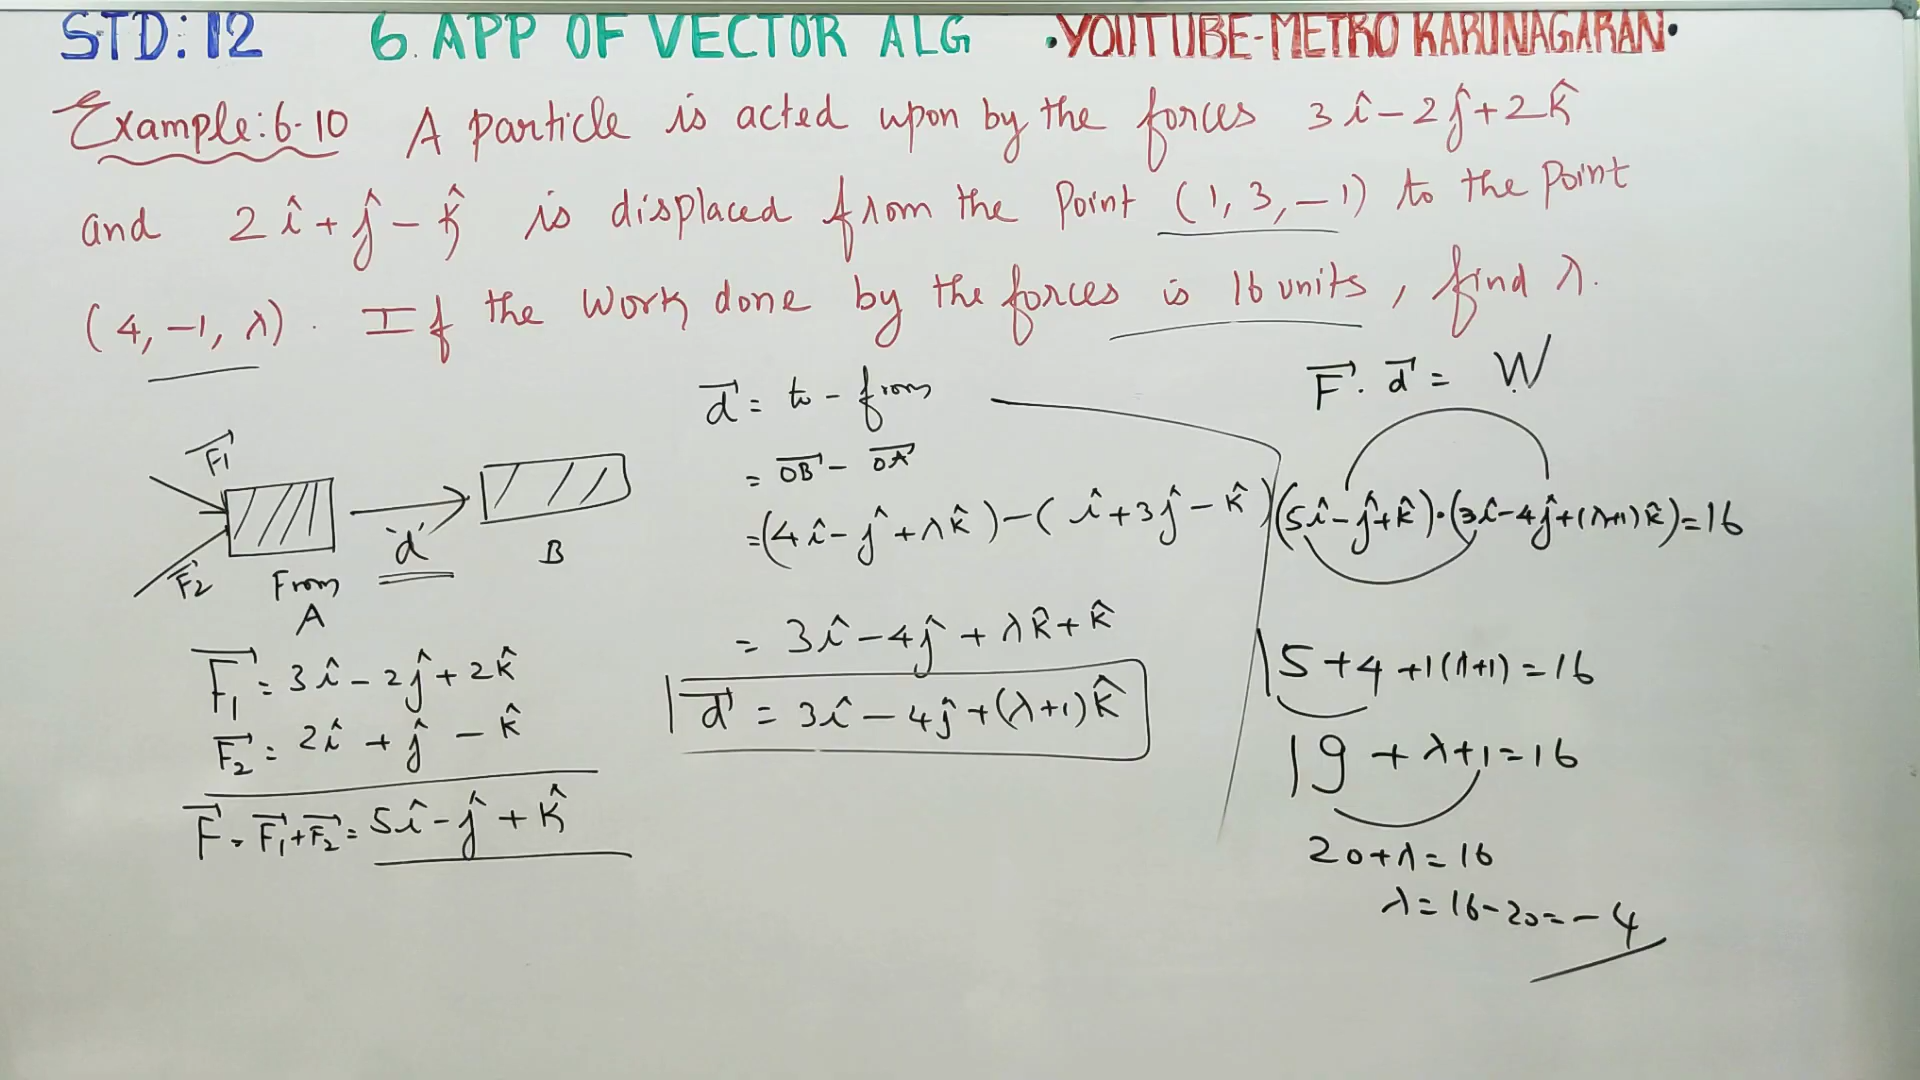 STD: 12 6. APP OF VECTOR ALG •YOUTUBE-METRO KARUNAGARAN•
Example: 6.10 A particle is acted upon by the forces 3î − 2ĵ + 2k̂
and 2î + ĵ − k̂ is displaced from the Point (1, 3, −1) to the Point
(4, −1, λ). If the Work done by the forces is 16 units, find λ.
F⃗1
F⃗2
d⃗
From
A
B
F⃗1 = 3î − 2ĵ + 2k̂
F⃗2 = 2î + ĵ − k̂
F⃗ = F⃗1 + F⃗2 = 5î − ĵ + k̂
d⃗ = to − from
= OB⃗ − OA⃗
= (4î − ĵ + λk̂) − (î + 3ĵ − k̂)
= 3î − 4ĵ + λk̂ + k̂
d⃗ = 3î − 4ĵ + (λ+1)k̂
F⃗ · d⃗ = W
(5î − ĵ + k̂) · (3î − 4ĵ + (λ+1)k̂) = 16
15 + 4 + 1(λ+1) = 16
19 + λ+1 = 16
20 + λ = 16
λ = 16 − 20 = −4